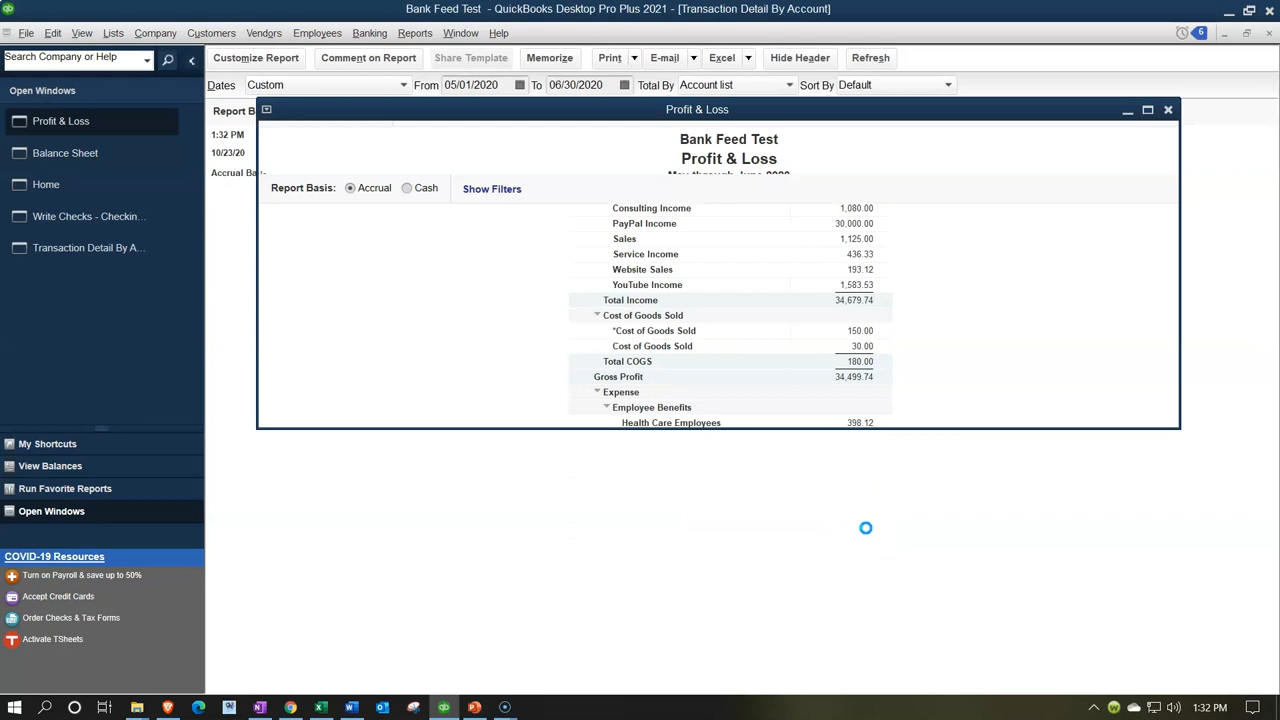 Bank Feed Test - QuickBooks Desktop Pro Plus 2021 - [Transaction Detail By Account]
File Edit View Lists Company Customers Vendors Employees Banking Reports Window Help 6
Search Company or Help
Customize Report Comment on Report Share Template Memorize Print E-mail Excel Hide Header Refresh
Dates Custom From 05/01/2020 To 06/30/2020 Total By Account list Sort By Default
Open Windows
Profit & Loss
Balance Sheet
Home
Write Checks - Checkin...
Transaction Detail By A...
My Shortcuts
View Balances
Run Favorite Reports
Open Windows
COVID-19 Resources
Turn on Payroll & save up to 50%
Accept Credit Cards
Order Checks & Tax Forms
Activate TSheets
Report B
1:32 PM
10/23/20
Accrual Ba
Profit & Loss
Bank Feed Test
Profit & Loss
May through June 2020
Report Basis: Accrual Cash Show Filters
Consulting Income 1,080.00
PayPal Income 30,000.00
Sales 1,125.00
Service Income 436.33
Website Sales 193.12
YouTube Income 1,583.53
Total Income 34,679.74
Cost of Goods Sold
*Cost of Goods Sold 150.00
Cost of Goods Sold 30.00
Total COGS 180.00
Gross Profit 34,499.74
Expense
Employee Benefits
Health Care Employees 398.12
1:32 PM